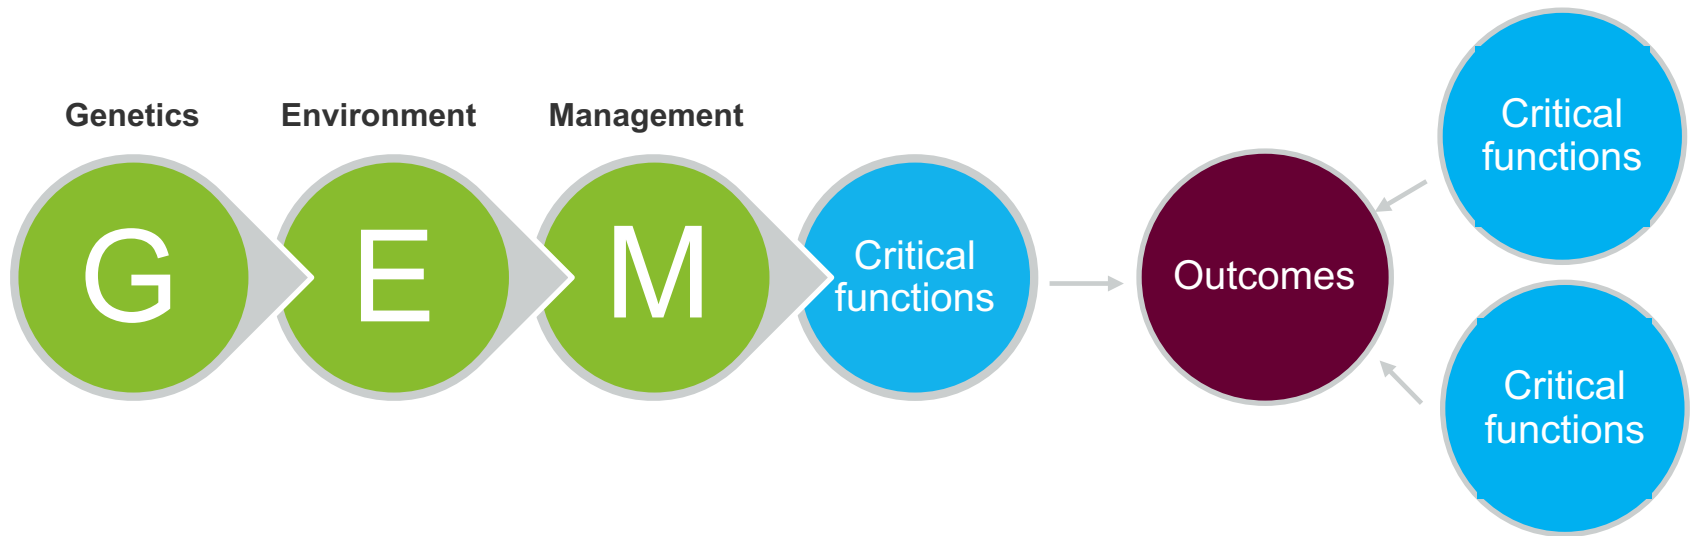 Genetics
Environment
Management
G
E
M
Critical
functions
Outcomes
Critical
functions
Critical
functions